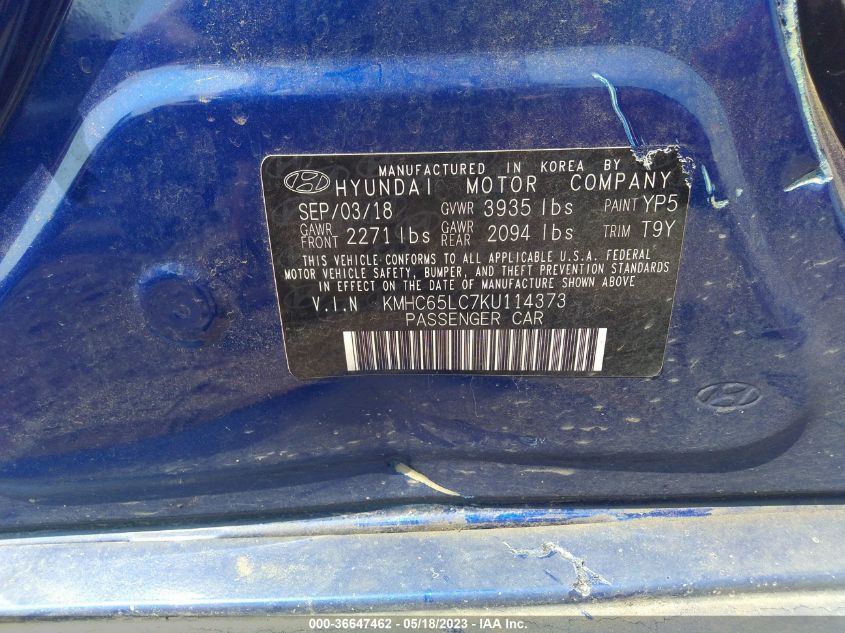 MANUFACTURED IN KOREA BY
HYUNDAI MOTOR COMPANY
SEP/03/18 GVWR 3935 lbs PAINT YP5
GAWR FRONT 2271 lbs GAWR REAR 2094 lbs TRIM T9Y
THIS VEHICLE CONFORMS TO ALL APPLICABLE U.S.A. FEDERAL
MOTOR VEHICLE SAFETY, BUMPER, AND THEFT PREVENTION STANDARDS
IN EFFECT ON THE DATE OF MANUFACTURE SHOWN ABOVE
V.I.N KMHC65LC7KU114373
PASSENGER CAR
000-36647462 - 05/18/2023 - IAA Inc.